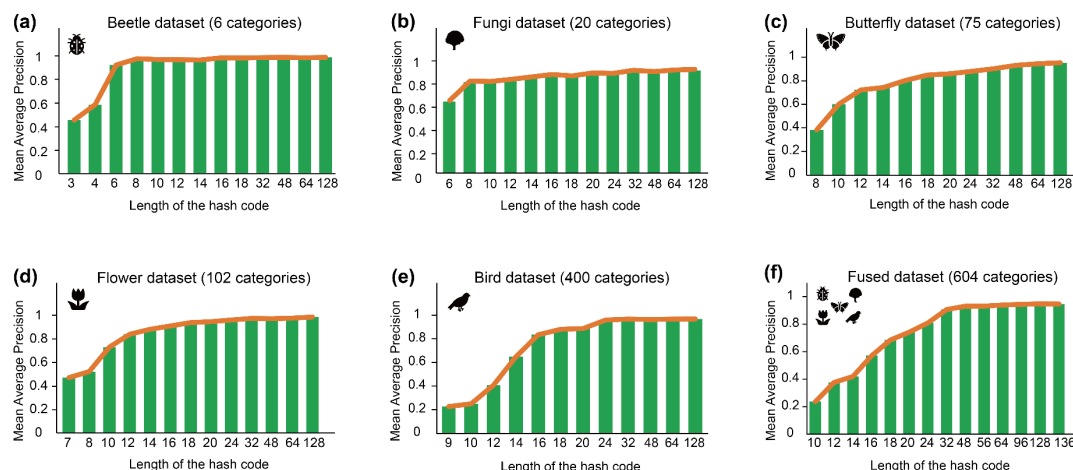 (a) Beetle dataset (6 categories)
Mean Average Precision
1
0.8
0.6
0.4
0.2
0
3 4 6 8 10 12 14 16 18 32 48 64 128
Length of the hash code
(b) Fungi dataset (20 categories)
Mean Average Precision
1
0.8
0.6
0.4
0.2
0
6 8 10 12 14 16 18 20 24 32 48 64 128
Length of the hash code
(c) Butterfly dataset (75 categories)
Mean Average Precision
1
0.8
0.6
0.4
0.2
0
8 10 12 14 16 18 20 24 32 48 64 128
Length of the hash code
(d) Flower dataset (102 categories)
Mean Average Precision
1
0.8
0.6
0.4
0.2
0
7 8 10 12 14 16 18 20 24 32 48 64 128
Length of the hash code
(e) Bird dataset (400 categories)
Mean Average Precision
1
0.8
0.6
0.4
0.2
0
9 10 12 14 16 18 20 24 32 48 64 128
Length of the hash code
(f) Fused dataset (604 categories)
Mean Average Precision
1
0.8
0.6
0.4
0.2
0
10 12 14 16 18 20 24 32 48 56 64 96 128 136
Length of the hash code